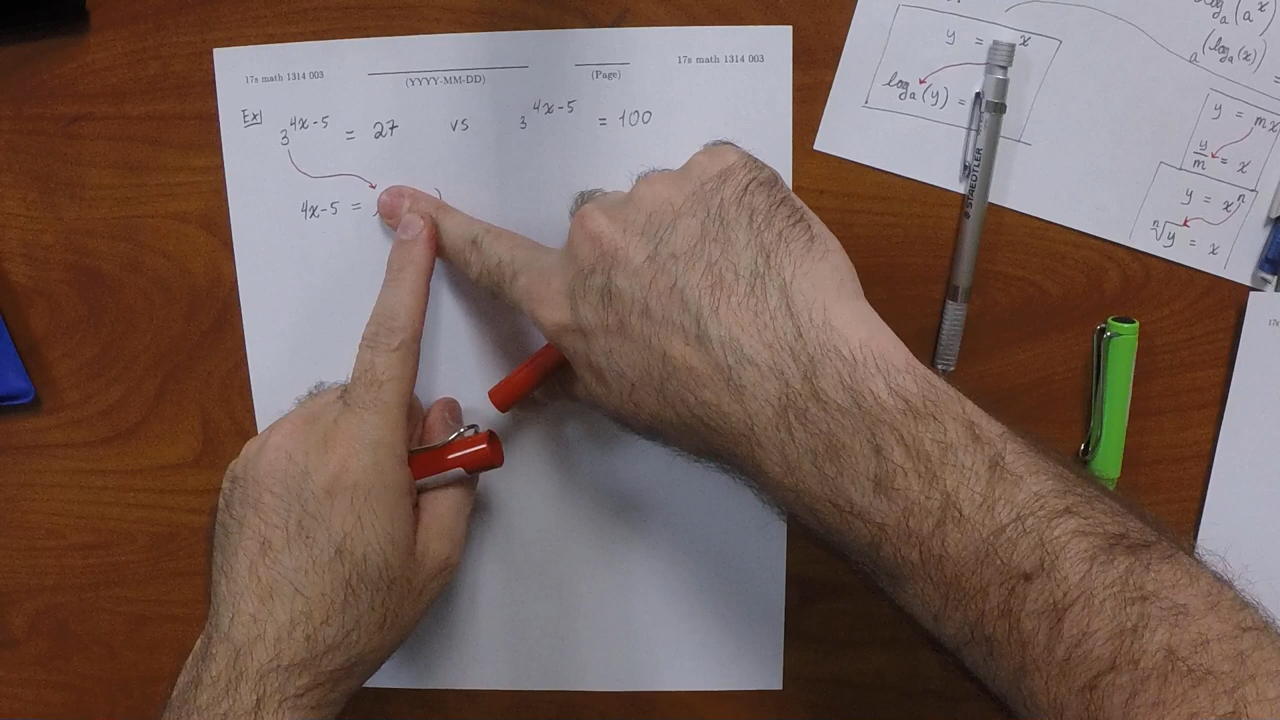 17s math 1314 003 (YYYY-MM-DD) (Page) 17s math 1314 003
Ex) 3^{4x-5} = 27 vs 3^{4x-5} = 100
4x-5 =
y = x
log_a(y) =
log_a(a^x)
a^{(log_a(x))} =
y = mx
y/m = x
y = x^n
ⁿ√y = x
STAEDTLER